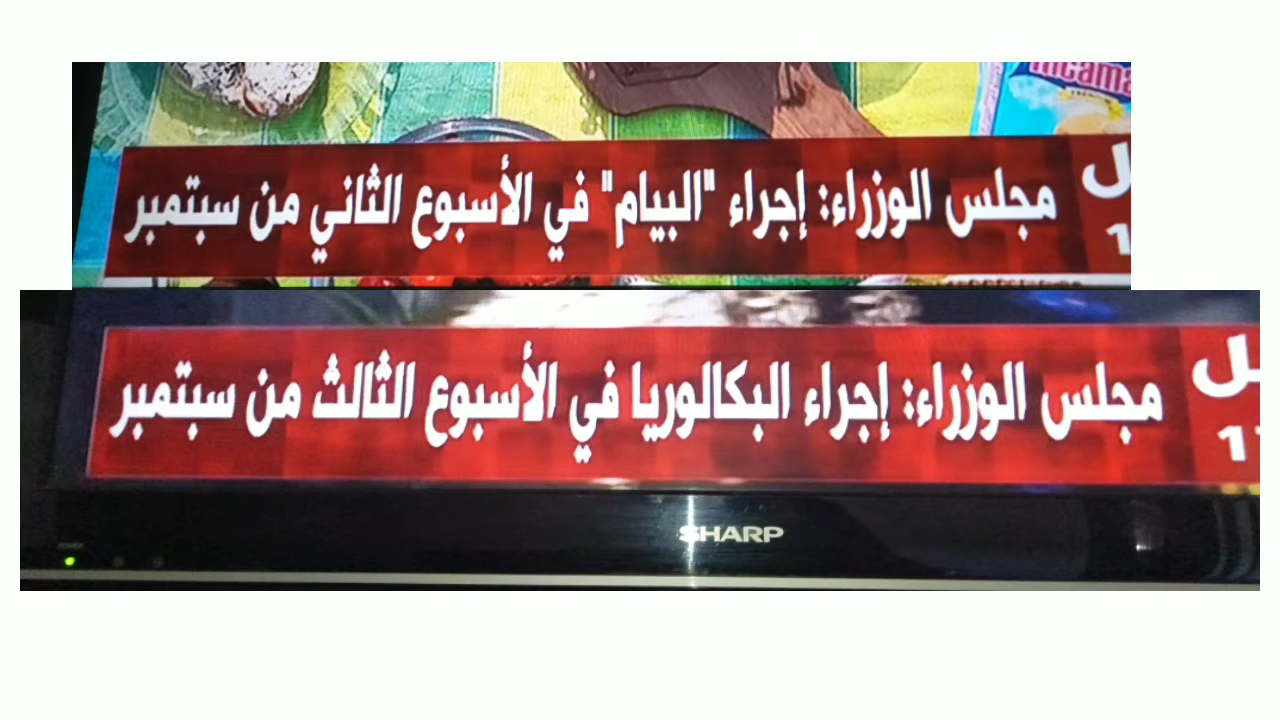 مجلس الوزراء: إجراء "البيام" في الأسبوع الثاني من سبتمبر
مجلس الوزراء: إجراء البكالوريا في الأسبوع الثالث من سبتمبر
SHARP